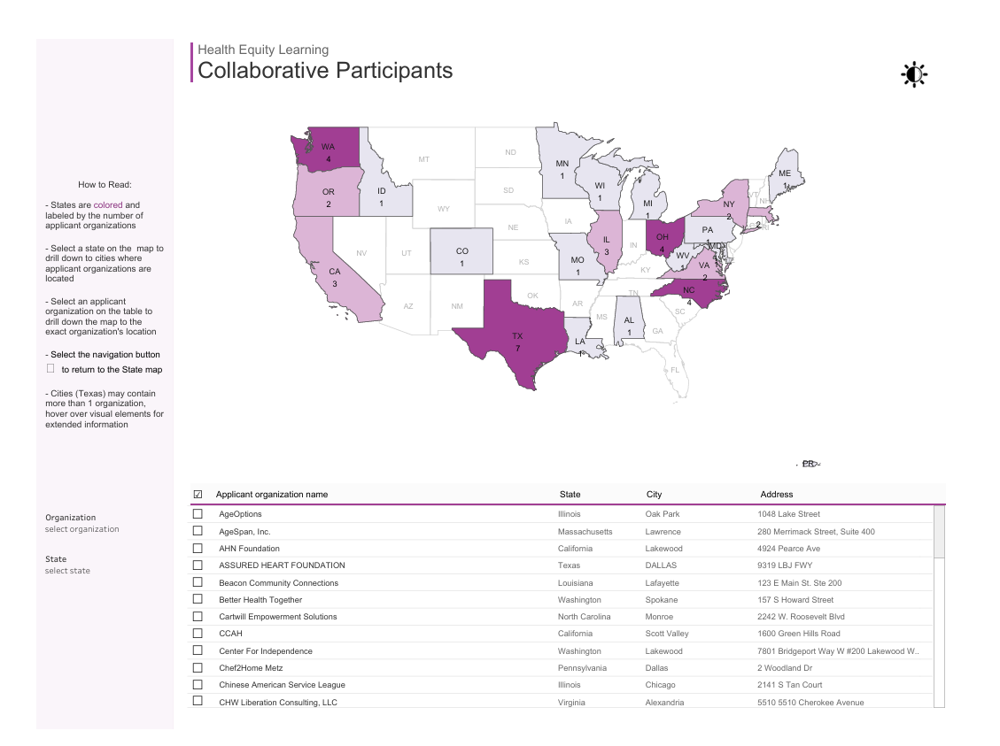 Health Equity Learning
Collaborative Participants
How to Read:
- States are colored and
labeled by the number of
applicant organizations
- Select a state on the  map to
drill down to cities where
applicant organizations are
located
- Select an applicant
organization on the table to
drill down the map to the
exact organization's location
- Select the navigation button
to return to the State map
- Cities (Texas) may contain
more than 1 organization,
hover over visual elements for
extended information
Organization
select organization
State
select state
WA
4
MT
ND
MN
1
OR
2
ID
1
SD
WI
1
MI
1
ME
1
VT
NH
NY
2
WY
IA
NE
PA
1
2
RI
NV
UT
CO
1
IL
3
IN
OH
4
WV
1
MD
VA
2
CA
3
KS
MO
1
KY
AZ
NM
OK
AR
TN
NC
4
SC
TX
7
LA
1
MS
AL
1
GA
FL
PR
☑ Applicant organization name State City Address
☐ AgeOptions Illinois Oak Park 1048 Lake Street
☐ AgeSpan, Inc. Massachusetts Lawrence 280 Merrimack Street, Suite 400
☐ AHN Foundation California Lakewood 4924 Pearce Ave
☐ ASSURED HEART FOUNDATION Texas DALLAS 9319 LBJ FWY
☐ Beacon Community Connections Louisiana Lafayette 123 E Main St. Ste 200
☐ Better Health Together Washington Spokane 157 S Howard Street
☐ Cartwill Empowerment Solutions North Carolina Monroe 2242 W. Roosevelt Blvd
☐ CCAH California Scott Valley 1600 Green Hills Road
☐ Center For Independence Washington Lakewood 7801 Bridgeport Way W #200 Lakewood W..
☐ Chef2Home Metz Pennsylvania Dallas 2 Woodland Dr
☐ Chinese American Service League Illinois Chicago 2141 S Tan Court
☐ CHW Liberation Consulting, LLC Virginia Alexandria 5510 5510 Cherokee Avenue